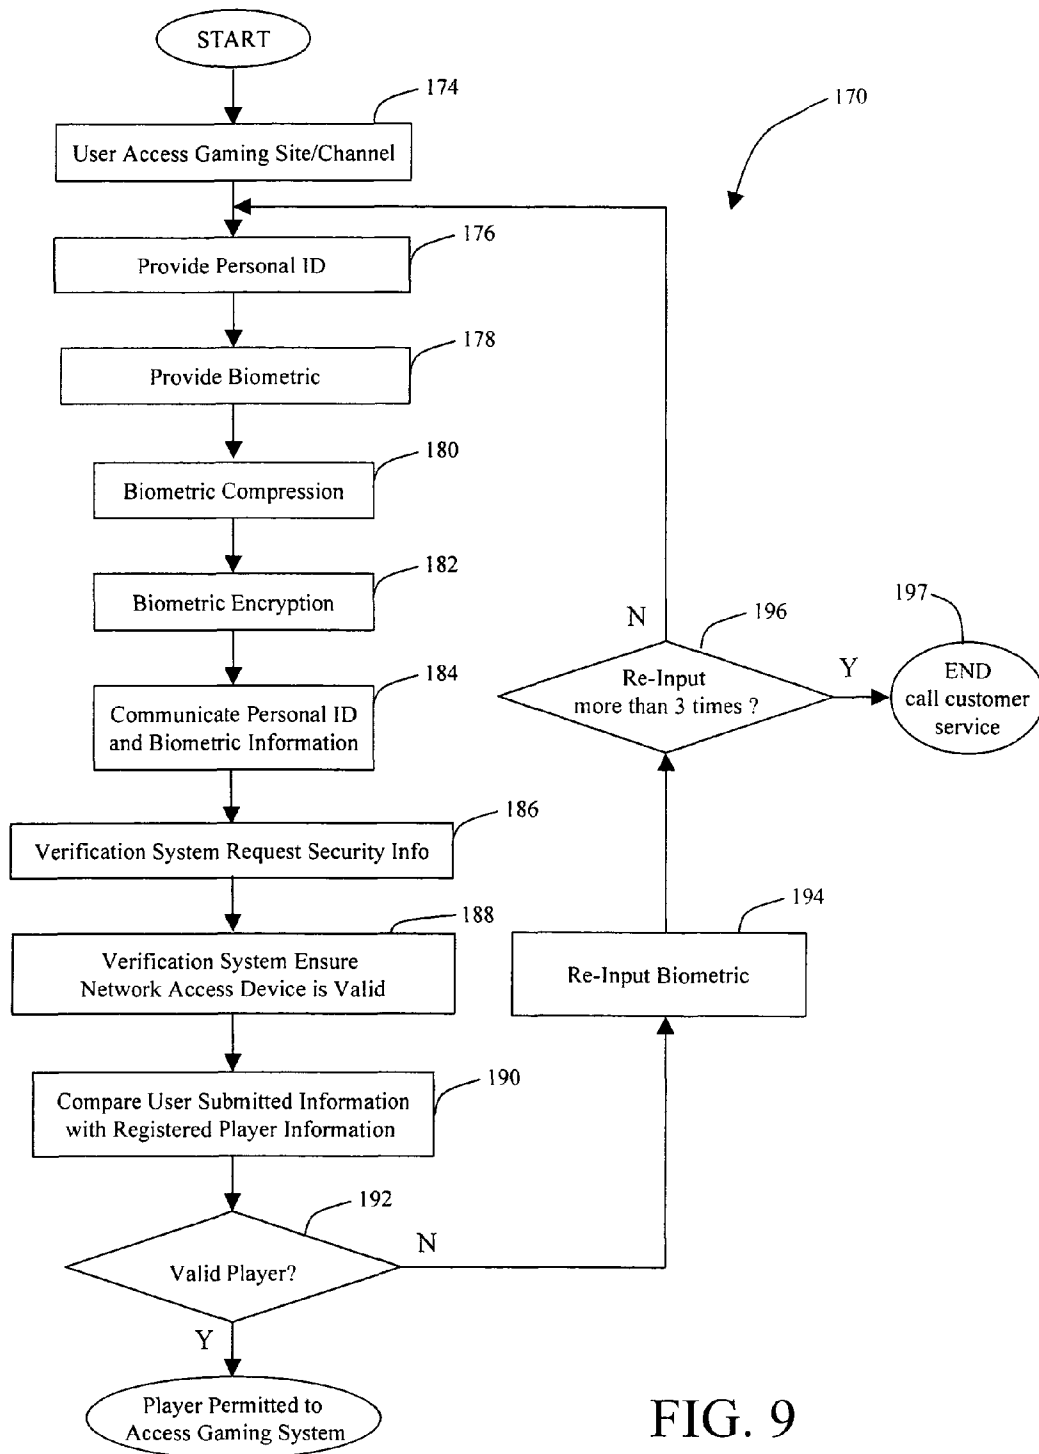 START
174
170
User Access Gaming Site/Channel
176
Provide Personal ID
178
Provide Biometric
180
Biometric Compression
182
Biometric Encryption
184
Communicate Personal ID
and Biometric Information
186
Verification System Request Security Info
188
Verification System Ensure
Network Access Device is Valid
190
Compare User Submitted Information
with Registered Player Information
192
Valid Player?
N
Y
Player Permitted to
Access Gaming System
194
Re-Input Biometric
196
Re-Input
more than 3 times ?
N
Y
197
END
call customer
service
FIG. 9